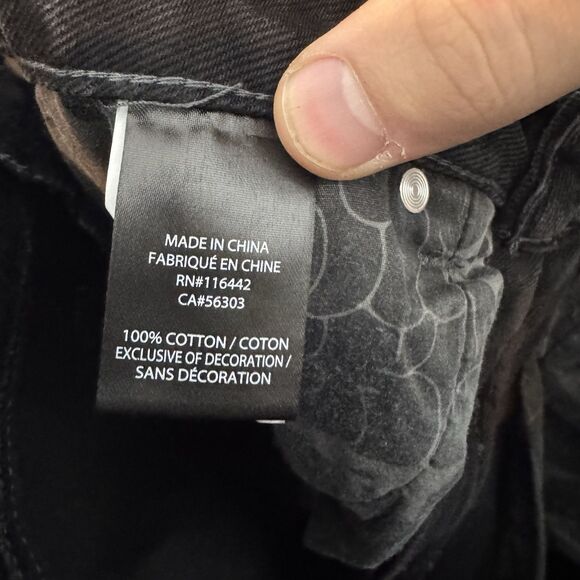 MADE IN CHINA
FABRIQUÉ EN CHINE
RN#116442
CA#56303
100% COTTON / COTON
EXCLUSIVE OF DECORATION /
SANS DÉCORATION